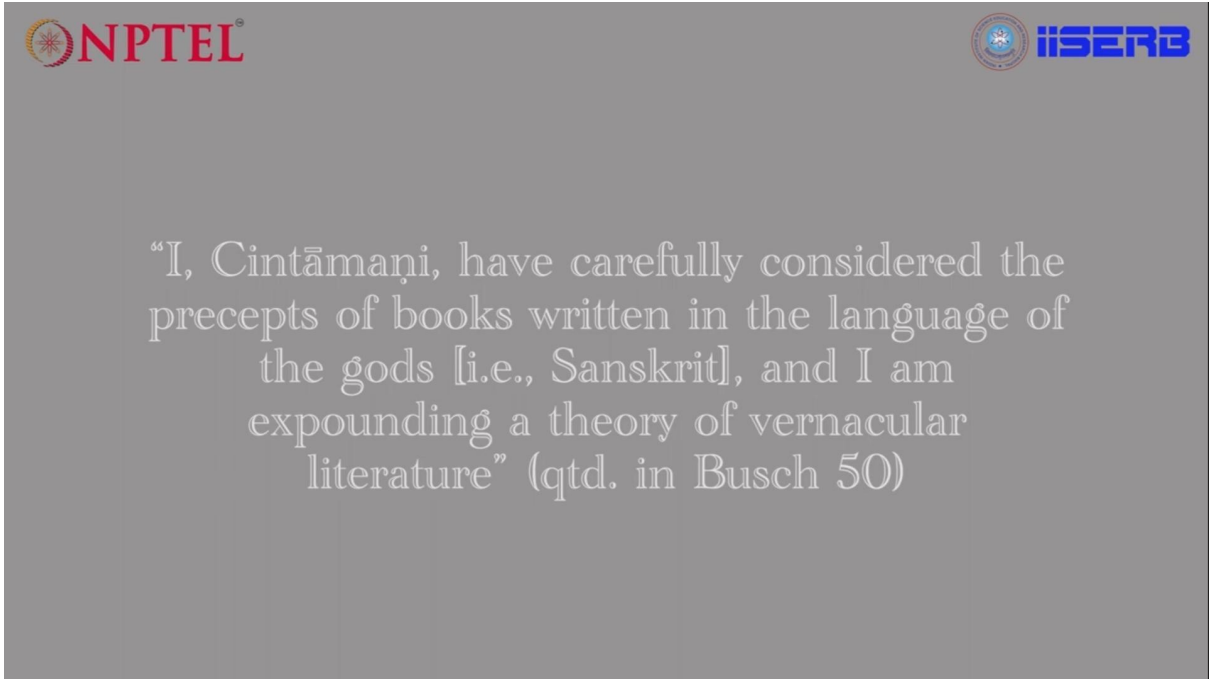 NPTEL
iiSERB
“I, Cintāmaṇi, have carefully considered the
precepts of books written in the language of
the gods [i.e., Sanskrit], and I am
expounding a theory of vernacular
literature” (qtd. in Busch 50)